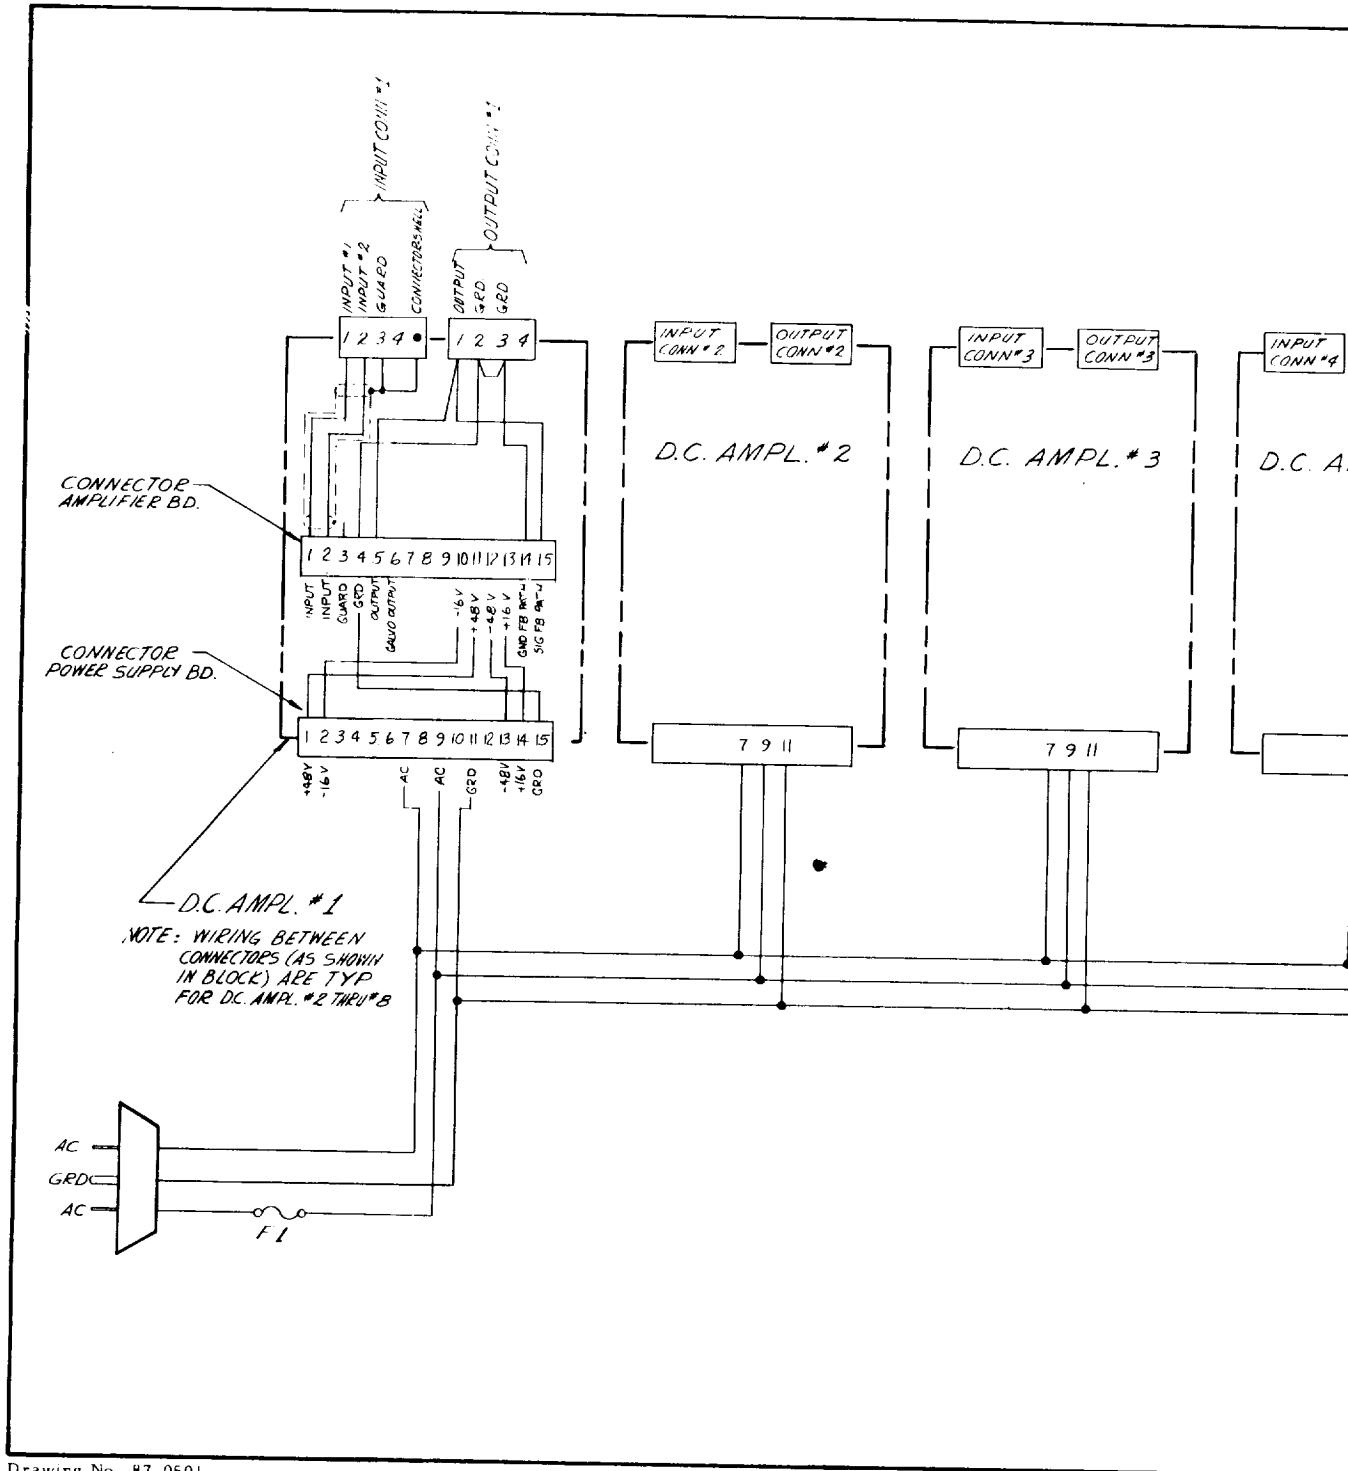 INPUT CONN #1
OUTPUT CONN #1
INPUT #1
INPUT #2
GUARD
CONNECTOR SHELL
OUTPUT
GRD
GRD
1 2 3 4
1 2 3 4
INPUT
CONN #2
OUTPUT
CONN #2
INPUT
CONN #3
OUTPUT
CONN #3
INPUT
CONN #4
D.C. AMPL. #2
D.C. AMPL. #3
D.C. A
CONNECTOR
AMPLIFIER BD.
1 2 3 4 5 6 7 8 9 10 11 12 13 14 15
INPUT
INPUT
GUARD
GRD
OUTPUT
GALVO OUTPUT
-16V
+48V
-48V
+16V
GND FB PATH
SIG FB PATH
CONNECTOR
POWER SUPPLY BD.
1 2 3 4 5 6 7 8 9 10 11 12 13 14 15
+48V
-16V
AC
AC
GRD
-48V
+16V
GRD
7 9 11
7 9 11
D.C. AMPL. #1
NOTE: WIRING BETWEEN
CONNECTORS (AS SHOWN
IN BLOCK) ARE TYP
FOR D.C. AMPL. #2 THRU #8
AC
GRD
AC
F1
Drawing No. 87-0501